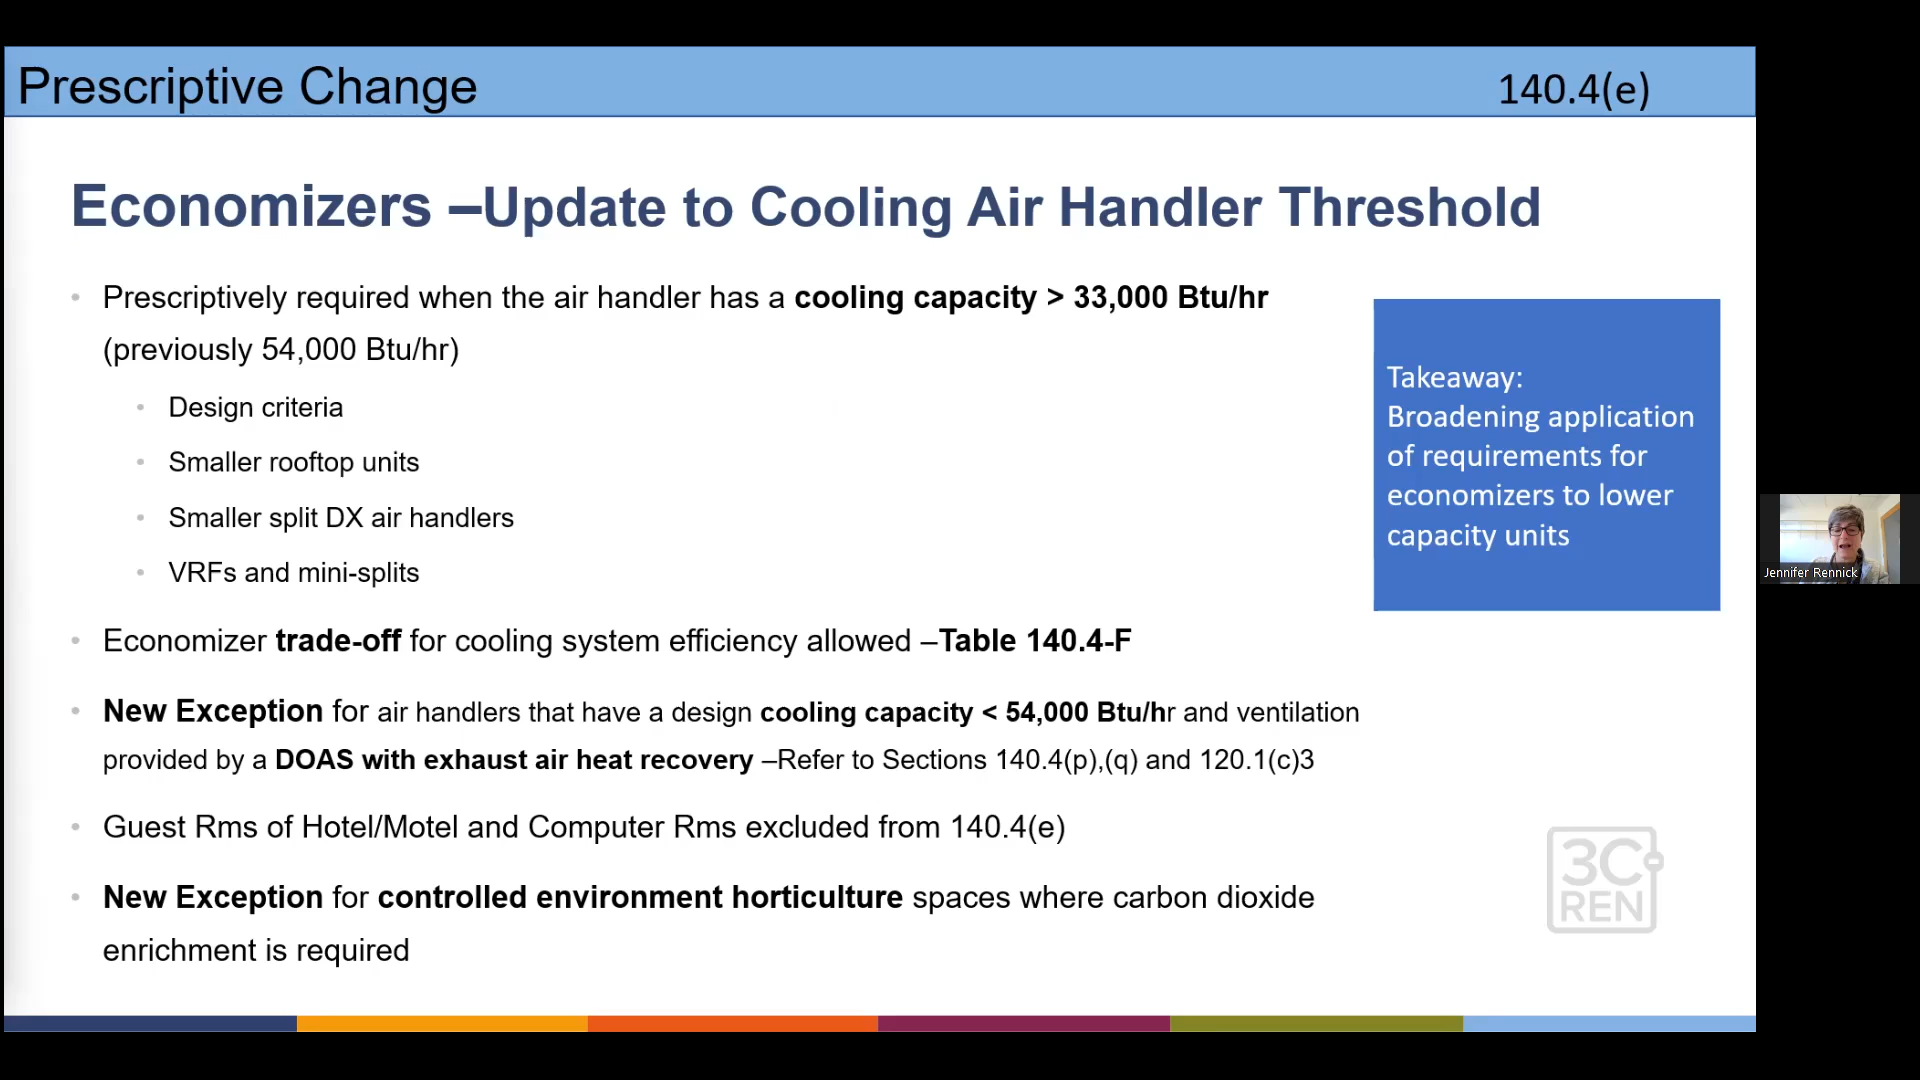 Prescriptive Change
140.4(e)
Economizers –Update to Cooling Air Handler Threshold
• Prescriptively required when the air handler has a cooling capacity > 33,000 Btu/hr
(previously 54,000 Btu/hr)
• Design criteria
• Smaller rooftop units
• Smaller split DX air handlers
• VRFs and mini-splits
• Economizer trade-off for cooling system efficiency allowed –Table 140.4-F
• New Exception for air handlers that have a design cooling capacity < 54,000 Btu/hr and ventilation
provided by a DOAS with exhaust air heat recovery –Refer to Sections 140.4(p),(q) and 120.1(c)3
• Guest Rms of Hotel/Motel and Computer Rms excluded from 140.4(e)
• New Exception for controlled environment horticulture spaces where carbon dioxide
enrichment is required
Takeaway:
Broadening application
of requirements for
economizers to lower
capacity units
Jennifer Rennick
3C
REN